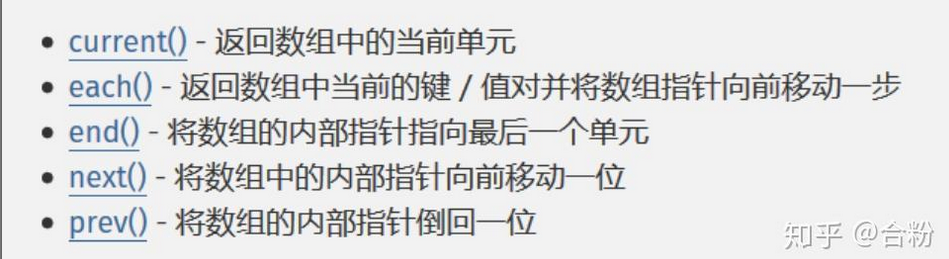 • current() - 返回数组中的当前单元
• each() - 返回数组中当前的键 / 值对并将数组指针向前移动一步
• end() - 将数组的内部指针指向最后一个单元
• next() - 将数组中的内部指针向前移动一位
• prev() - 将数组的内部指针倒回一位
知乎 @合粉